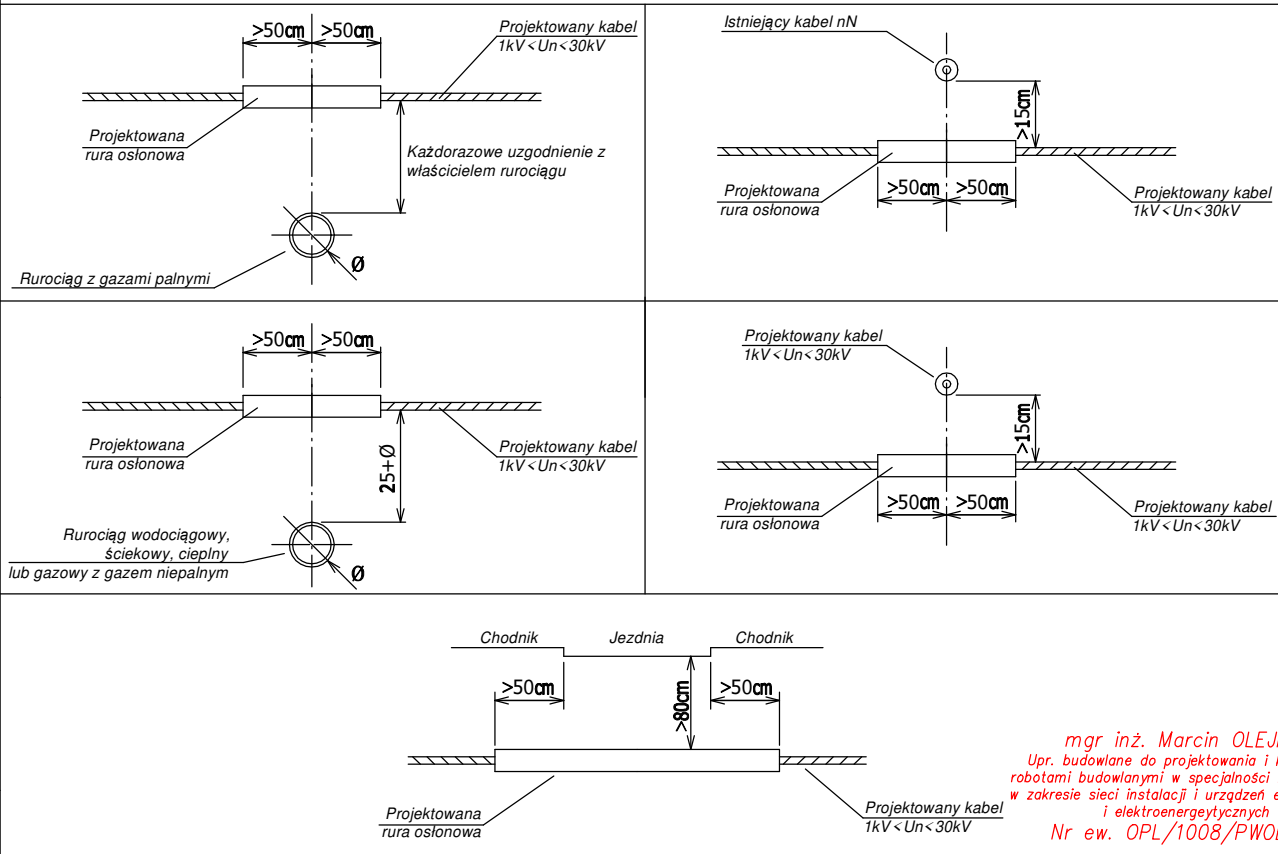 >50cm >50cm
Projektowany kabel
1kV<Un<30kV
Projektowana
rura osłonowa
Każdorazowe uzgodnienie z
właścicielem rurociągu
Rurociąg z gazami palnymi
Ø
Istniejący kabel nN
>15cm
Projektowana
rura osłonowa
>50cm >50cm
Projektowany kabel
1kV<Un<30kV
>50cm >50cm
Projektowana
rura osłonowa
25+Ø
Projektowany kabel
1kV<Un<30kV
Rurociąg wodociągowy,
ściekowy, cieplny
lub gazowy z gazem niepalnym
Ø
Projektowany kabel
1kV<Un<30kV
>15cm
Projektowana
rura osłonowa
>50cm >50cm
Projektowany kabel
1kV<Un<30kV
Chodnik Jezdnia Chodnik
>50cm >80cm >50cm
Projektowana
rura osłonowa
Projektowany kabel
1kV<Un<30kV
mgr inż. Marcin
Upr. budowlane do projektowania i
robotami budowlanymi w specjalności
w zakresie sieci instalacji i urządzeń
i elektroenergeytycznych
Nr ew.